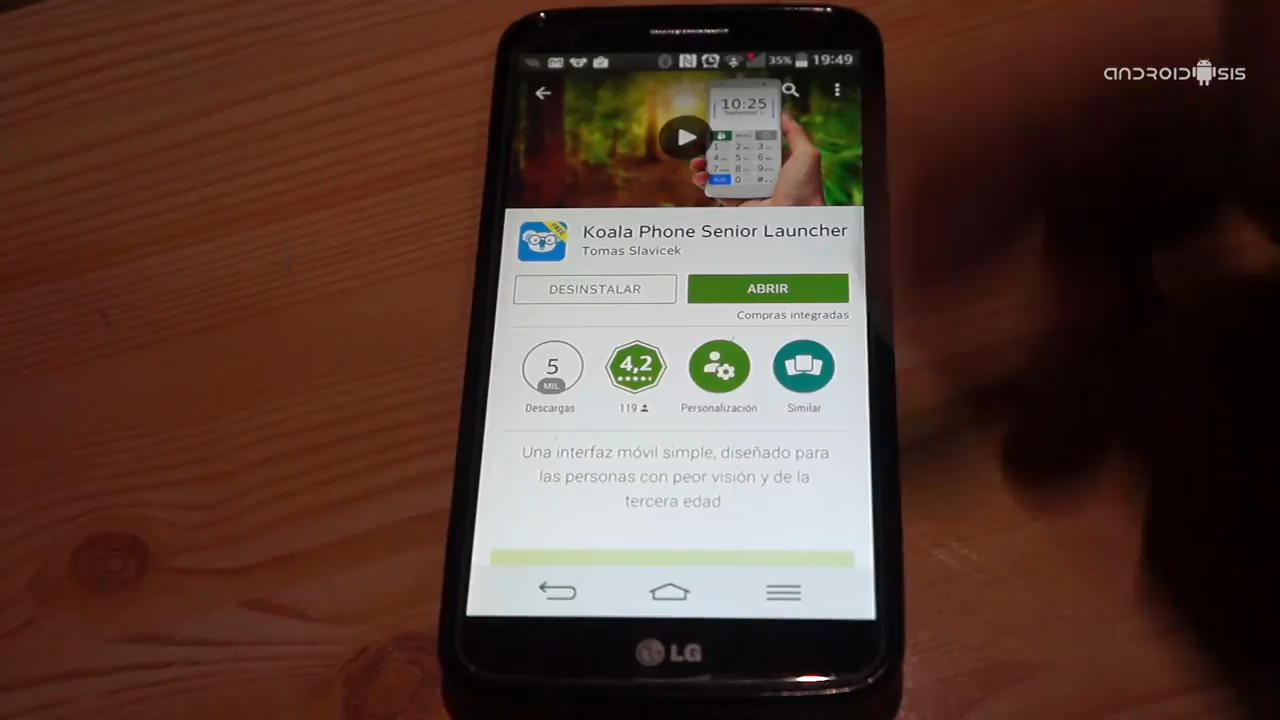 ANDROIDSIS
35% 19:49
10:25
FREE
Koala Phone Senior Launcher
Tomas Slavicek
DESINSTALAR
ABRIR
Compras integradas
5
MIL
4,2
Descargas
119
Personalización
Similar
Una interfaz móvil simple, diseñado para
las personas con peor visión y de la
tercera edad
LG